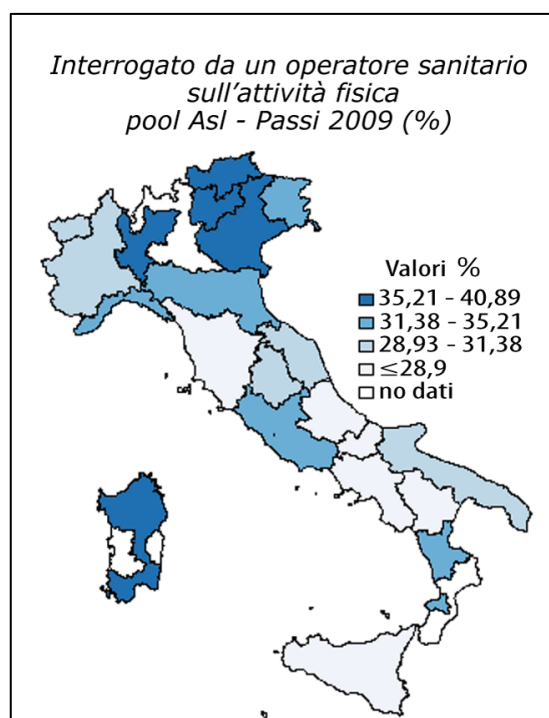 Interrogato da un operatore sanitario
sull'attività fisica
pool Asl - Passi 2009 (%)
Valori %
35,21 - 40,89
31,38 - 35,21
28,93 - 31,38
≤28,9
no dati